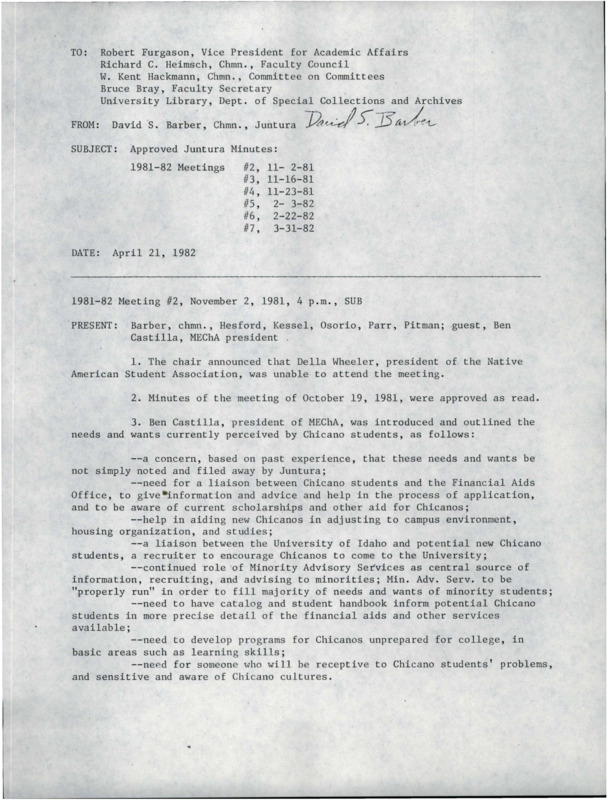 TO: Robert Furgason, Vice President for Academic Affairs
Richard C. Heimsch, Chmn., Faculty Council
W. Kent Hackmann, Chmn., Committee on Committees
Bruce Bray, Faculty Secretary
University Library, Dept. of Special Collections and Archives
FROM: David S. Barber, Chmn., Juntura David S. Barber
SUBJECT: Approved Juntura Minutes:
1981-82 Meetings #2, 11- 2-81
#3, 11-16-81
#4, 11-23-81
#5, 2- 3-82
#6, 2-22-82
#7, 3-31-82
DATE: April 21, 1982
1981-82 Meeting #2, November 2, 1981, 4 p.m., SUB
PRESENT: Barber, chmn., Hesford, Kessel, Osorio, Parr, Pitman; guest, Ben
Castilla, MEChA president
1. The chair announced that Della Wheeler, president of the Native
American Student Association, was unable to attend the meeting.
2. Minutes of the meeting of October 19, 1981, were approved as read.
3. Ben Castilla, president of MEChA, was introduced and outlined the
needs and wants currently perceived by Chicano students, as follows:
--a concern, based on past experience, that these needs and wants be
not simply noted and filed away by Juntura;
--need for a liaison between Chicano students and the Financial Aids
Office, to give information and advice and help in the process of application,
and to be aware of current scholarships and other aid for Chicanos;
--help in aiding new Chicanos in adjusting to campus environment,
housing organization, and studies;
--a liaison between the University of Idaho and potential new Chicano
students, a recruiter to encourage Chicanos to come to the University;
--continued role of Minority Advisory Services as central source of
information, recruiting, and advising to minorities; Min. Adv. Serv. to be
"properly run" in order to fill majority of needs and wants of minority students;
--need to have catalog and student handbook inform potential Chicano
students in more precise detail of the financial aids and other services
available;
--need to develop programs for Chicanos unprepared for college, in
basic areas such as learning skills;
--need for someone who will be receptive to Chicano students' problems,
and sensitive and aware of Chicano cultures.